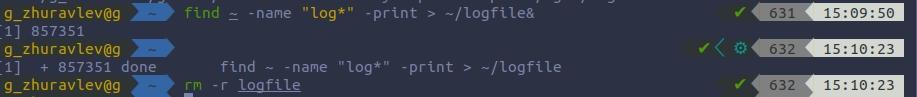 g_zhuravlev@g ~ find ~ -name "log*" -print > ~/logfile& ✔ 631 15:09:50
[1] 857351
g_zhuravlev@g ~ ✔ ⚙ 632 15:10:23
[1] + 857351 done find ~ -name "log*" -print > ~/logfile
g_zhuravlev@g ~ rm -r logfile ✔ 632 15:10:23